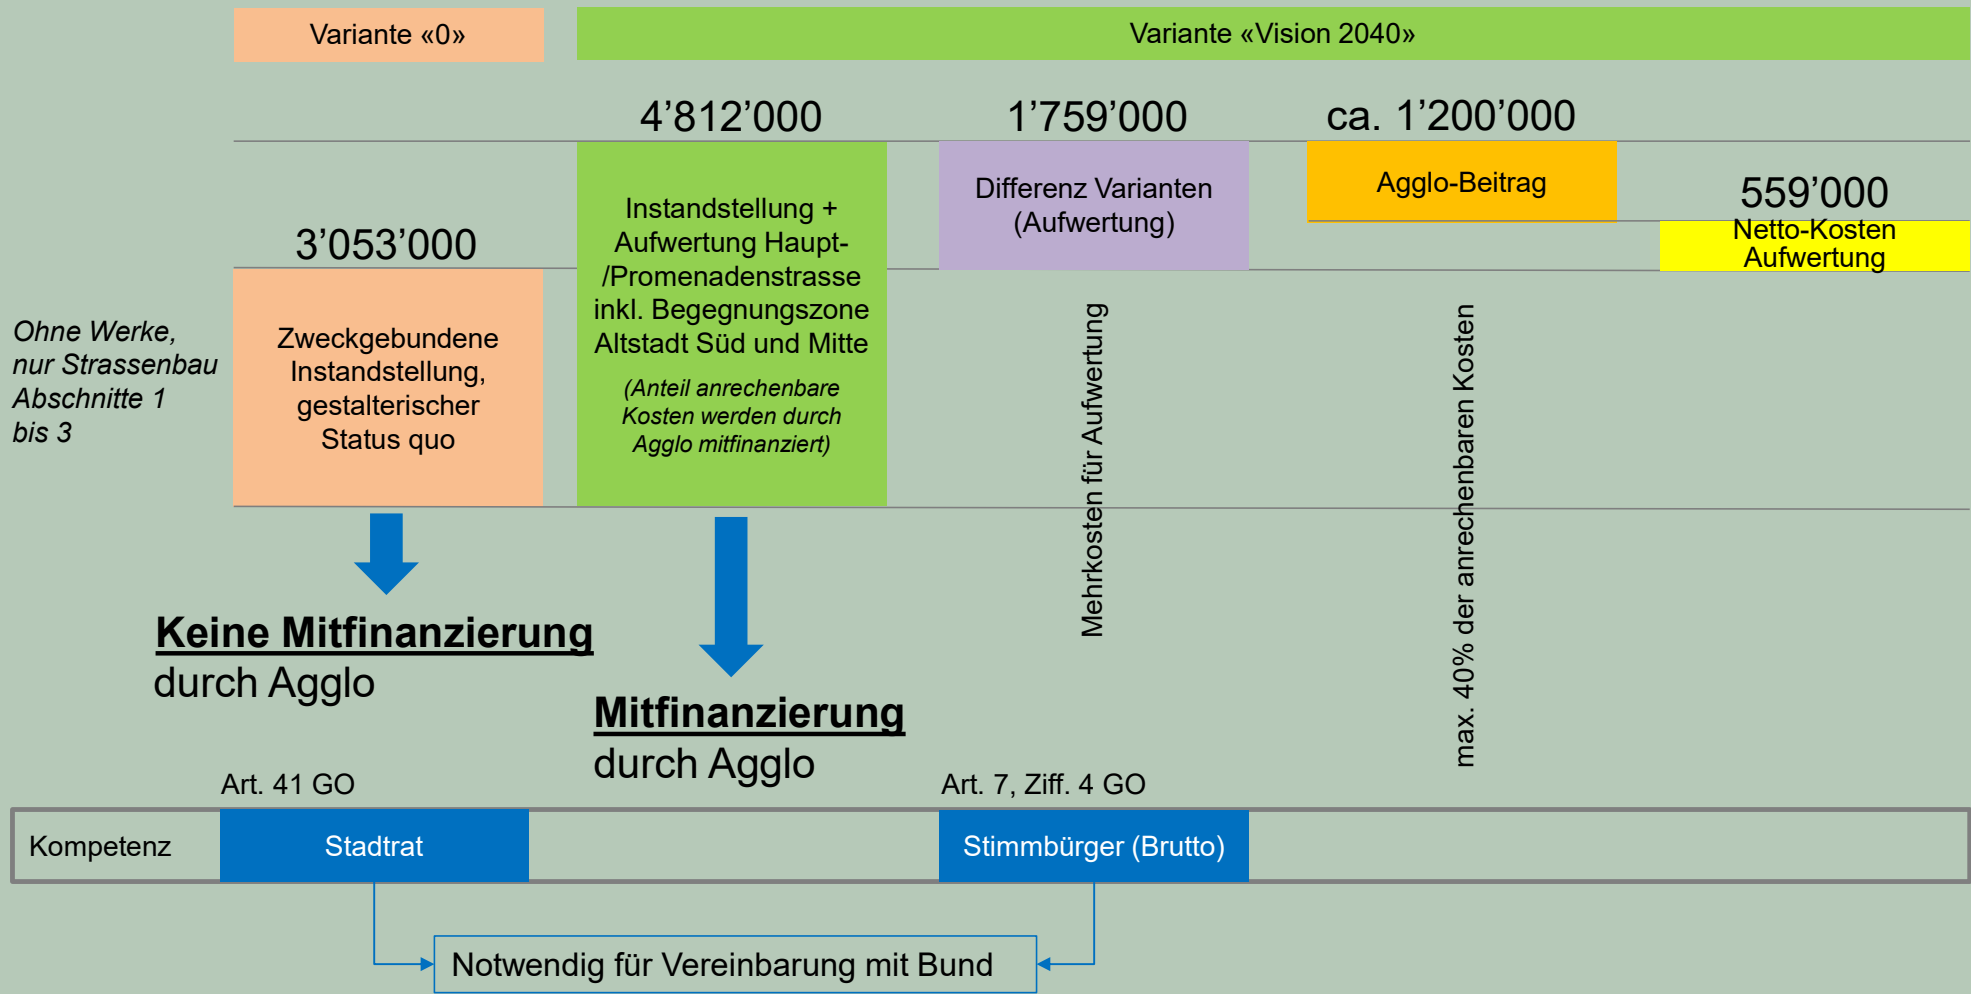 Variante «0»
Variante «Vision 2040»
4’812’000
1’759’000
ca. 1’200’000
3’053’000
559’000
Ohne Werke,
nur Strassenbau
Abschnitte 1
bis 3
Zweckgebundene
Instandstellung,
gestalterischer
Status quo
Instandstellung +
Aufwertung Haupt-
/Promenadenstrasse
inkl. Begegnungszone
Altstadt Süd und Mitte
(Anteil anrechenbare
Kosten werden durch
Agglo mitfinanziert)
Differenz Varianten
(Aufwertung)
Agglo-Beitrag
Netto-Kosten
Aufwertung
Mehrkosten für Aufwertung
max. 40% der anrechenbaren Kosten
Keine Mitfinanzierung
durch Agglo
Mitfinanzierung
durch Agglo
Art. 41 GO
Art. 7, Ziff. 4 GO
Kompetenz
Stadtrat
Stimmbürger (Brutto)
Notwendig für Vereinbarung mit Bund